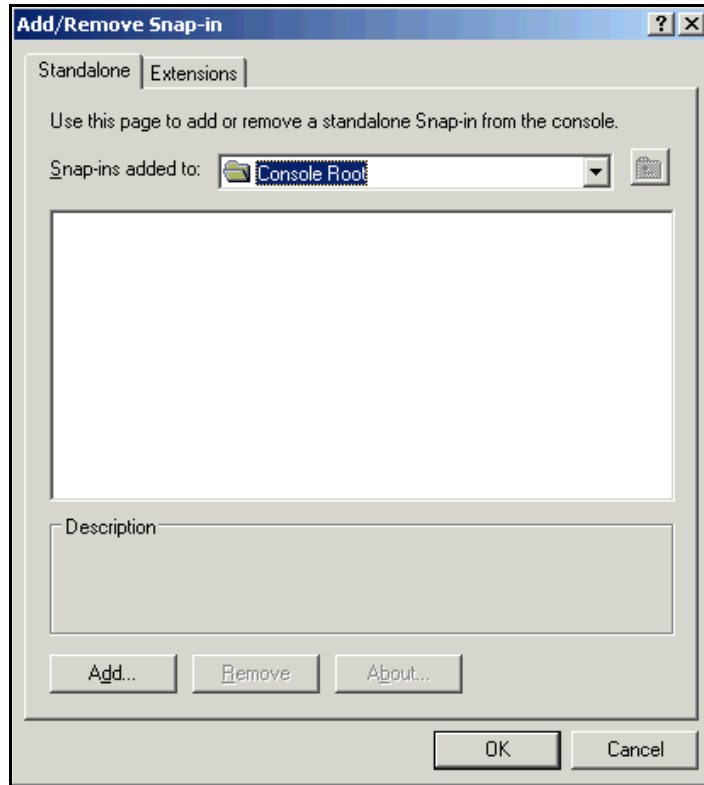 Add/Remove Snap-in
Standalone
Extensions
Use this page to add or remove a standalone Snap-in from the console.
Snap-ins added to:
Console Root
Description
Add...
Remove
About...
OK
Cancel